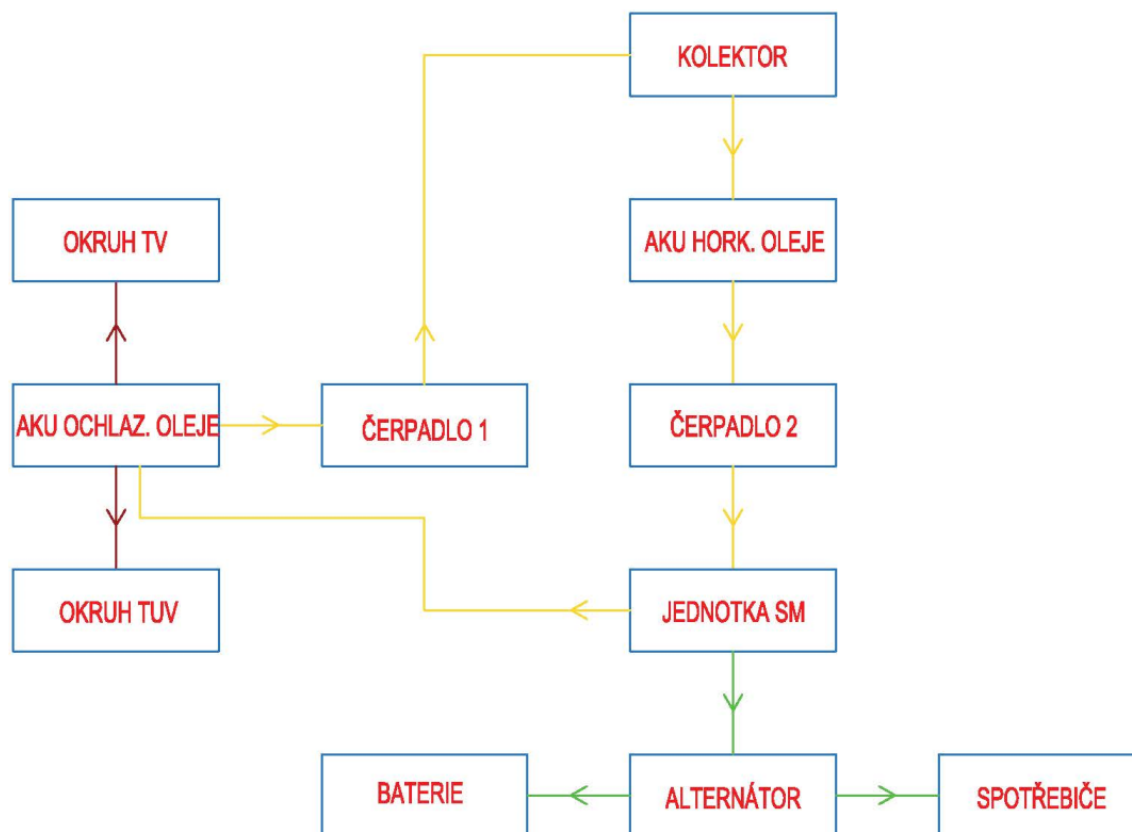 KOLEKTOR
OKRUH TV
AKU HORK. OLEJE
AKU OCHLAZ. OLEJE
ČERPADLO 1
ČERPADLO 2
OKRUH TUV
JEDNOTKA SM
BATERIE
ALTERNÁTOR
SPOTŘEBIČE